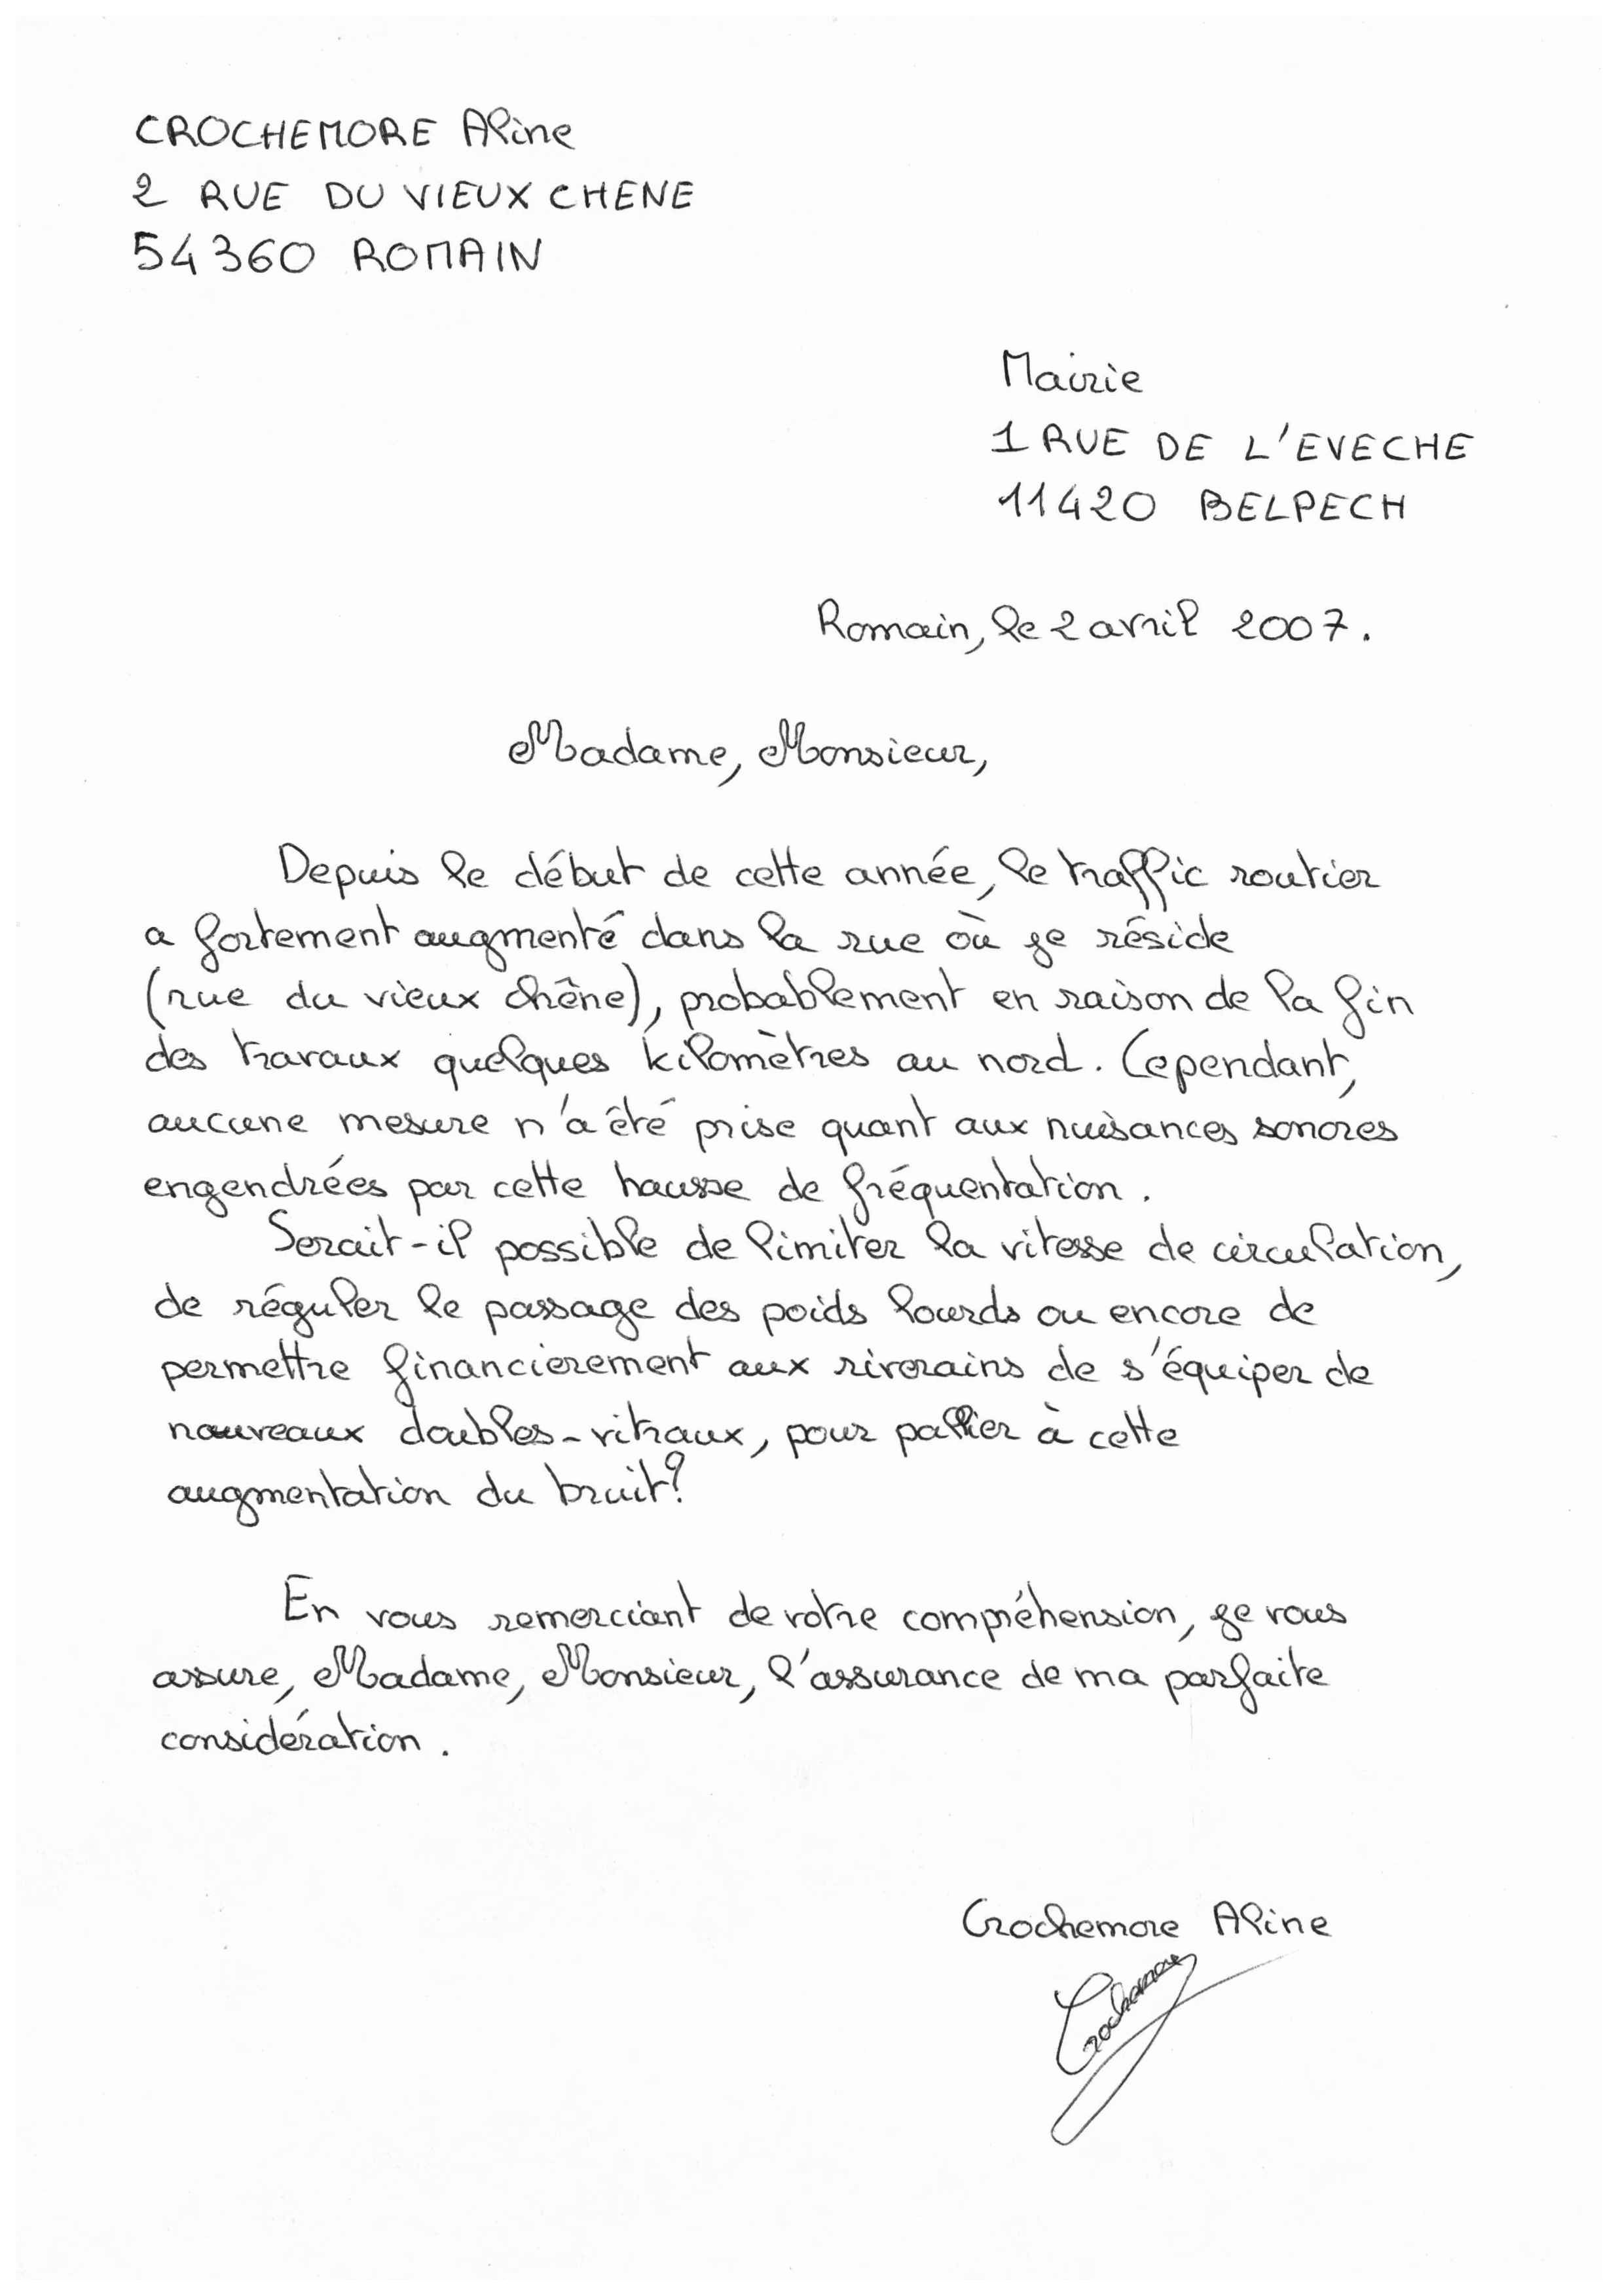 CROCHEMORE Aline
2 RUE DU VIEUX CHENE
54360 ROMAIN
Mairie
1 RUE DE L'EVECHE
11420 BELPECH
Romain, le 2 avril 2007.
Madame, Monsieur,
Depuis le début de cette année, le traffic routier
a fortement augmenté dans la rue où je réside
(rue du vieux chêne), probablement en raison de la fin
des travaux quelques kilomètres au nord. Cependant,
aucune mesure n'a été prise quant aux nuisances sonores
engendrées par cette hausse de fréquentation.
Serait-il possible de limiter la vitesse de circulation,
de réguler le passage des poids lourds ou encore de
permettre financierement aux riverains de s'équiper de
nouveaux doubles-vitraux, pour pallier à cette
augmentation du bruit?
En vous remerciant de votre compréhension, je vous
assure, Madame, Monsieur, l'assurance de ma parfaite
considération.
Crochemore Aline
Crochemore